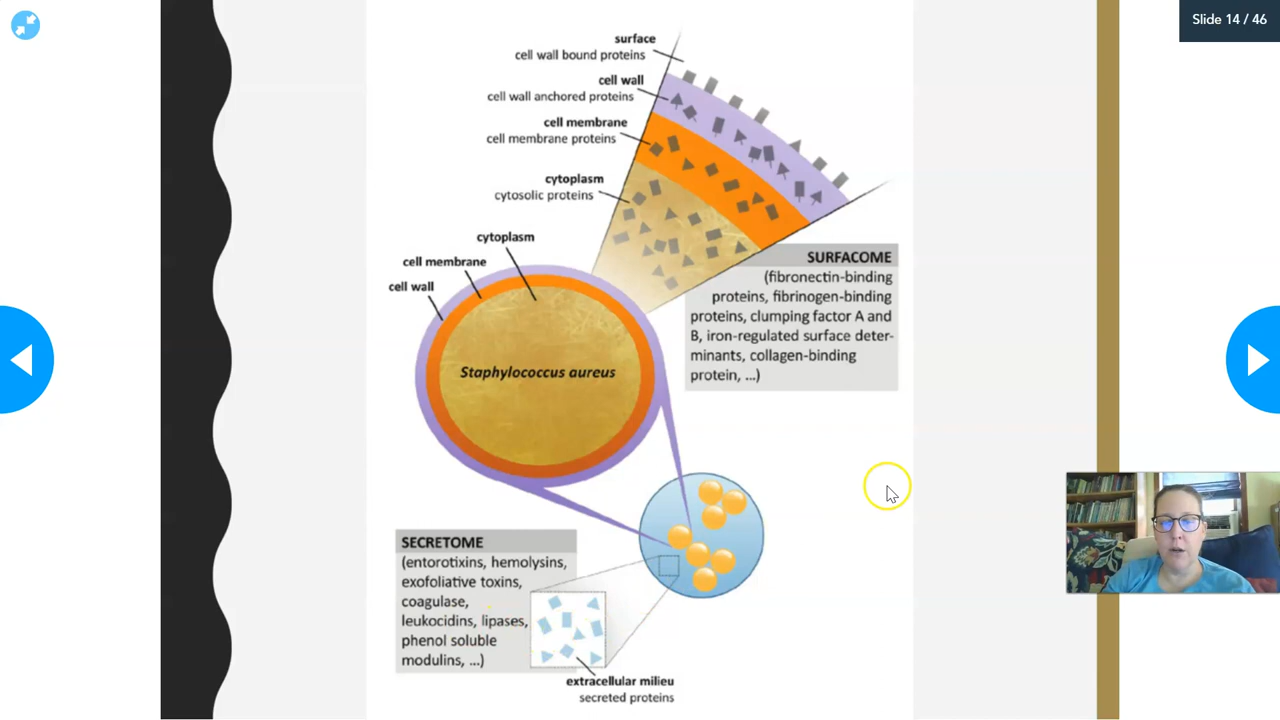 Slide 14 / 46
surface
cell wall bound proteins
cell wall
cell wall anchored proteins
cell membrane
cell membrane proteins
cytoplasm
cytosolic proteins
cytoplasm
cell membrane
cell wall
Staphylococcus aureus
SURFACOME
(fibronectin-binding
proteins, fibrinogen-binding
proteins, clumping factor A and
B, iron-regulated surface deter-
minants, collagen-binding
protein, ...)
SECRETOME
(entorotixins, hemolysins,
exofoliative toxins,
coagulase,
leukocidins, lipases,
phenol soluble
modulins, ...)
extracellular milieu
secreted proteins